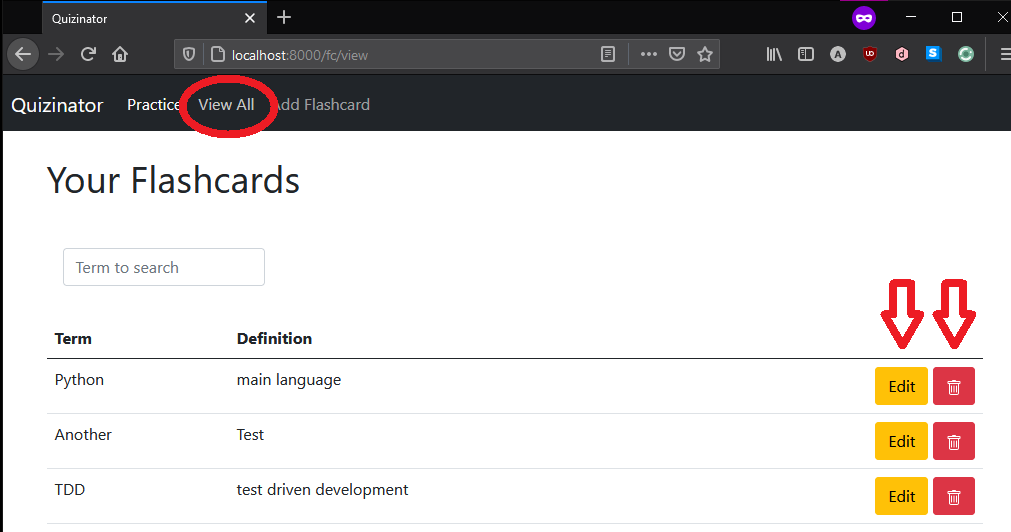 Quizinator
localhost:8000/fc/view
Quizinator Practice View All Add Flashcard
Your Flashcards
Term to search
Term Definition
Python main language Edit
Another Test Edit
TDD test driven development Edit